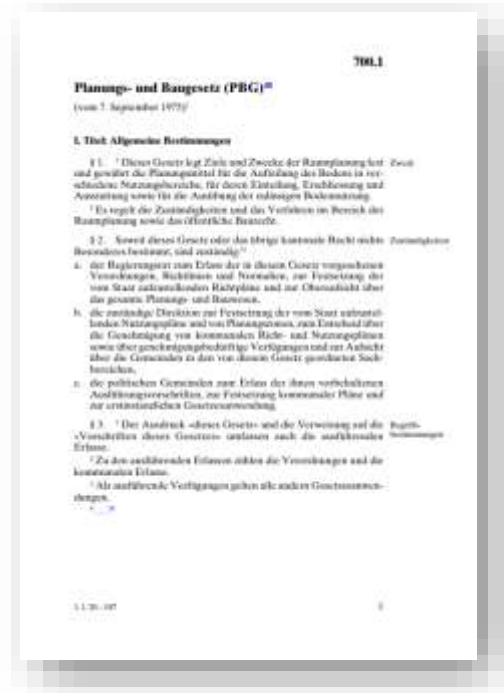 700.1
Planungs- und Baugesetz (PBG)
(vom 7. September 1975)¹
I. Titel: Allgemeine Bestimmungen
§ 1. ¹ Dieses Gesetz legt Ziele und Zwecke der Raumplanung fest Zweck
und gewährt die Planungsmittel für die Aufteilung des Bodens in ver-
schiedene Nutzungsbereiche, für deren Einteilung, Erschliessung und
Ausstattung sowie für die Ausübung der zulässigen Bodennutzung.
² Es regelt die Zuständigkeiten und das Verfahren im Bereich der
Raumplanung sowie das öffentliche Baurecht.
§ 2. Soweit dieses Gesetz oder das übrige kantonale Recht nichts Zuständigkeiten
Besonderes bestimmt, sind zuständig:
a. der Regierungsrat zum Erlass der in diesem Gesetz vorgesehenen
Verordnungen, Richtlinien und Normalien, zur Festsetzung der
vom Staat aufzustellenden Richtpläne und zur Oberaufsicht über
das gesamte Planungs- und Bauwesen,
b. die zuständige Direktion zur Festsetzung der vom Staat aufzustel-
lenden Nutzungspläne und von Planungszonen, zum Entscheid über
die Genehmigung von kommunalen Richt- und Nutzungsplänen
sowie über genehmigungsbedürftige Verfügungen und zur Aufsicht
über die Gemeinden in den von diesem Gesetz geordneten Sach-
bereichen,
c. die politischen Gemeinden zum Erlass der ihnen vorbehaltenen
Ausführungsvorschriften, zur Festsetzung kommunaler Pläne und
zur erstinstanzlichen Gesetzesanwendung.
§ 3. ¹ Der Ausdruck «dieses Gesetz» und die Verweisung auf die Begriffs-
«Vorschriften dieses Gesetzes» umfassen auch die ausführenden bestimmungen
Erlasse.
² Zu den ausführenden Erlassen zählen die Verordnungen und die
kommunalen Erlasse.
³ Als ausführende Verfügungen gelten alle andern Gesetzesanwen-
dungen.
1. 1. 20 - 107 1